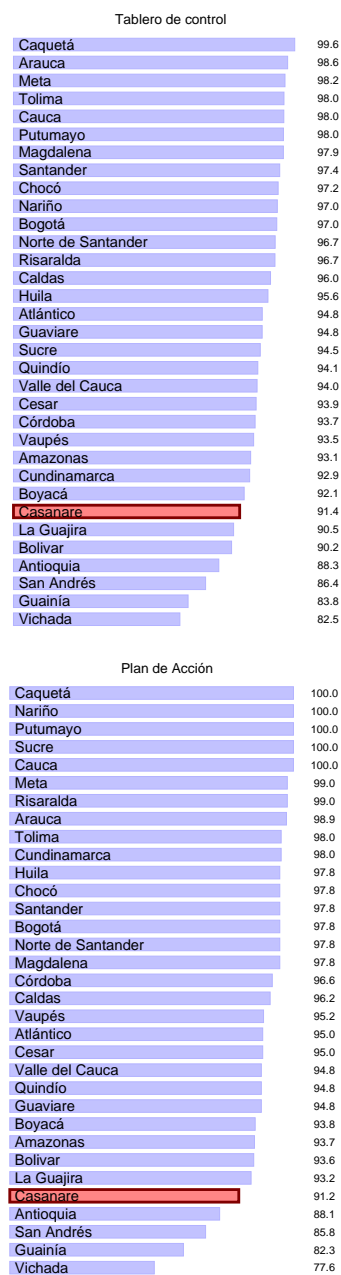 Tablero de control
Caquetá 99.6
Arauca 98.6
Meta 98.2
Tolima 98.0
Cauca 98.0
Putumayo 98.0
Magdalena 97.9
Santander 97.4
Chocó 97.2
Nariño 97.0
Bogotá 97.0
Norte de Santander 96.7
Risaralda 96.7
Caldas 96.0
Huila 95.6
Atlántico 94.8
Guaviare 94.8
Sucre 94.5
Quindío 94.1
Valle del Cauca 94.0
Cesar 93.9
Córdoba 93.7
Vaupés 93.5
Amazonas 93.1
Cundinamarca 92.9
Boyacá 92.1
Casanare 91.4
La Guajira 90.5
Bolivar 90.2
Antioquia 88.3
San Andrés 86.4
Guainía 83.8
Vichada 82.5
Plan de Acción
Caquetá 100.0
Nariño 100.0
Putumayo 100.0
Sucre 100.0
Cauca 100.0
Meta 99.0
Risaralda 99.0
Arauca 98.9
Tolima 98.0
Cundinamarca 98.0
Huila 97.8
Chocó 97.8
Santander 97.8
Bogotá 97.8
Norte de Santander 97.8
Magdalena 97.8
Córdoba 96.6
Caldas 96.2
Vaupés 95.2
Atlántico 95.0
Cesar 95.0
Valle del Cauca 94.8
Quindío 94.8
Guaviare 94.8
Boyacá 93.8
Amazonas 93.7
Bolivar 93.6
La Guajira 93.2
Casanare 91.2
Antioquia 88.1
San Andrés 85.8
Guainía 82.3
Vichada 77.6